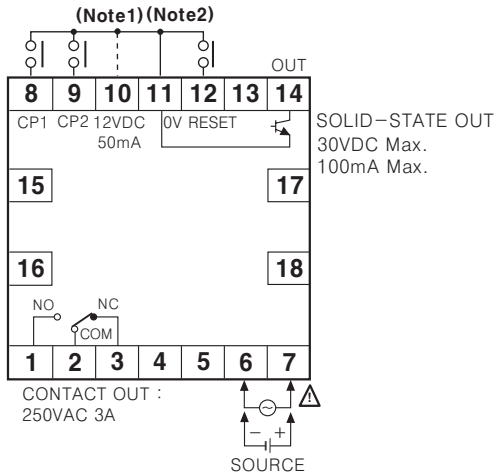 (Note1) (Note2)
OUT
8 9 10 11 12 13 14
CP1 CP2 12VDC 0V RESET
50mA
SOLID-STATE OUT
30VDC Max.
100mA Max.
15 17
16 18
NO NC
COM
1 2 3 4 5 6 7
CONTACT OUT :
250VAC 3A
!
− +
SOURCE